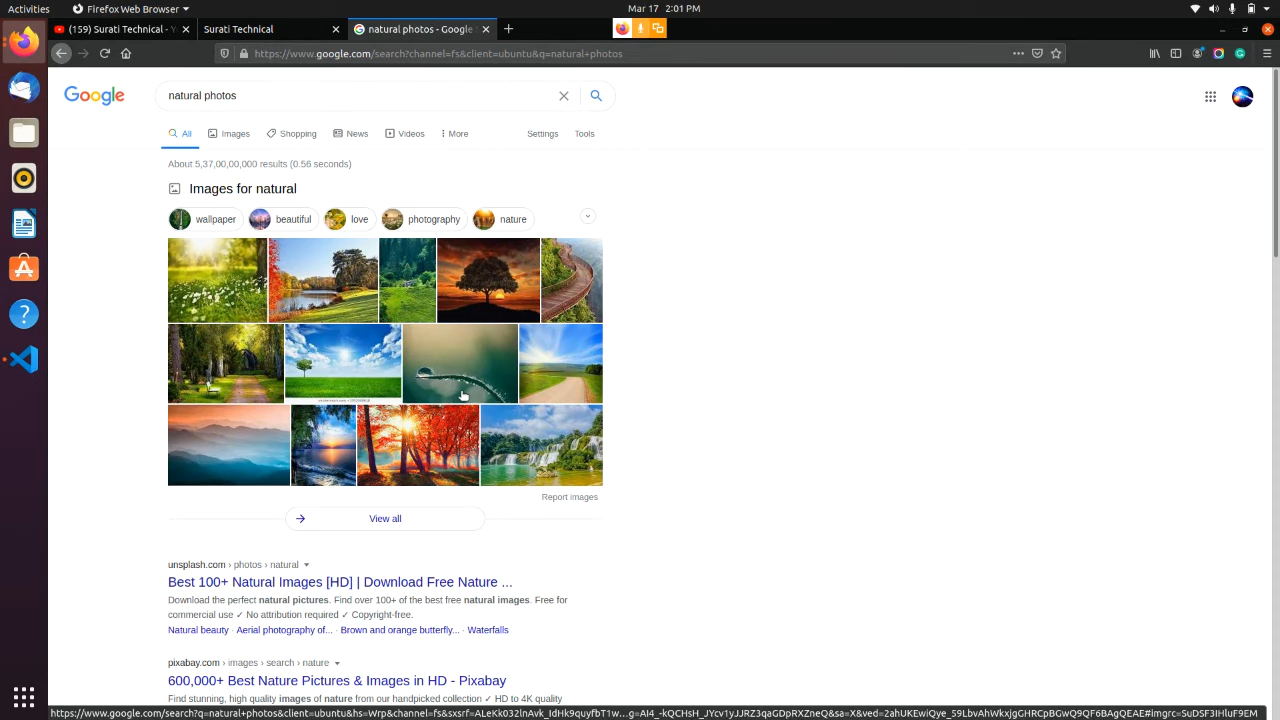 Activities
Firefox Web Browser
Mar 17 2:01 PM
(159) Surati Technical - Y
Surati Technical
natural photos - Google
https://www.google.com/search?channel=fs&client=ubuntu&q=natural+photos
Google
natural photos
All
Images
Shopping
News
Videos
More
Settings
Tools
About 5,37,00,00,000 results (0.56 seconds)
Images for natural
wallpaper
beautiful
love
photography
nature
Report images
View all
unsplash.com › photos › natural
Best 100+ Natural Images [HD] | Download Free Nature ...
Download the perfect natural pictures. Find over 100+ of the best free natural images. Free for
commercial use ✓ No attribution required ✓ Copyright-free.
Natural beauty · Aerial photography of... · Brown and orange butterfly... · Waterfalls
pixabay.com › images › search › nature
600,000+ Best Nature Pictures & Images in HD - Pixabay
Find stunning, high quality images of nature from our handpicked collection ✓ HD to 4K quality